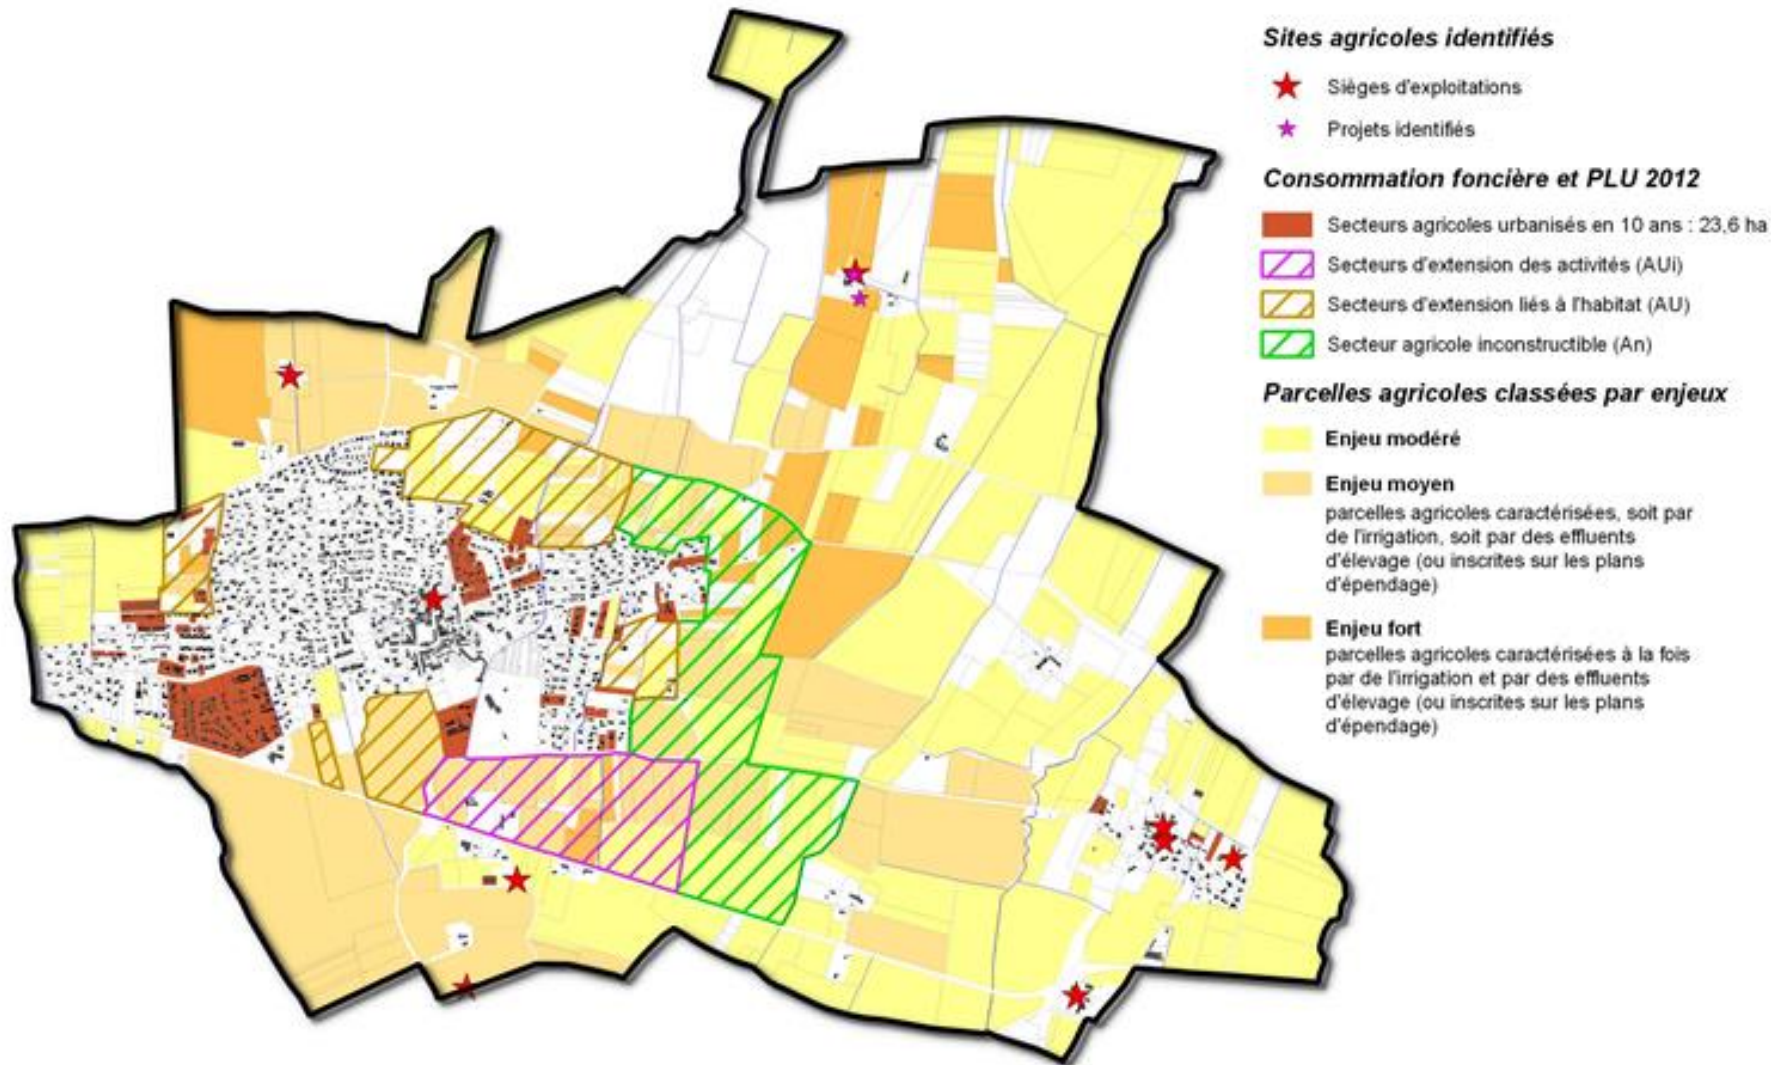 Sites agricoles identifiés
Sièges d'exploitations
Projets identifiés
Consommation foncière et PLU 2012
Secteurs agricoles urbanisés en 10 ans : 23,6 ha
Secteurs d'extension des activités (AUi)
Secteurs d'extension liés à l'habitat (AU)
Secteur agricole inconstructible (An)
Parcelles agricoles classées par enjeux
Enjeu modéré
Enjeu moyen
parcelles agricoles caractérisées, soit par
de l'irrigation, soit par des effluents
d'élevage (ou inscrites sur les plans
d'épendage)
Enjeu fort
parcelles agricoles caractérisées à la fois
par de l'irrigation et par des effluents
d'élevage (ou inscrites sur les plans
d'épendage)